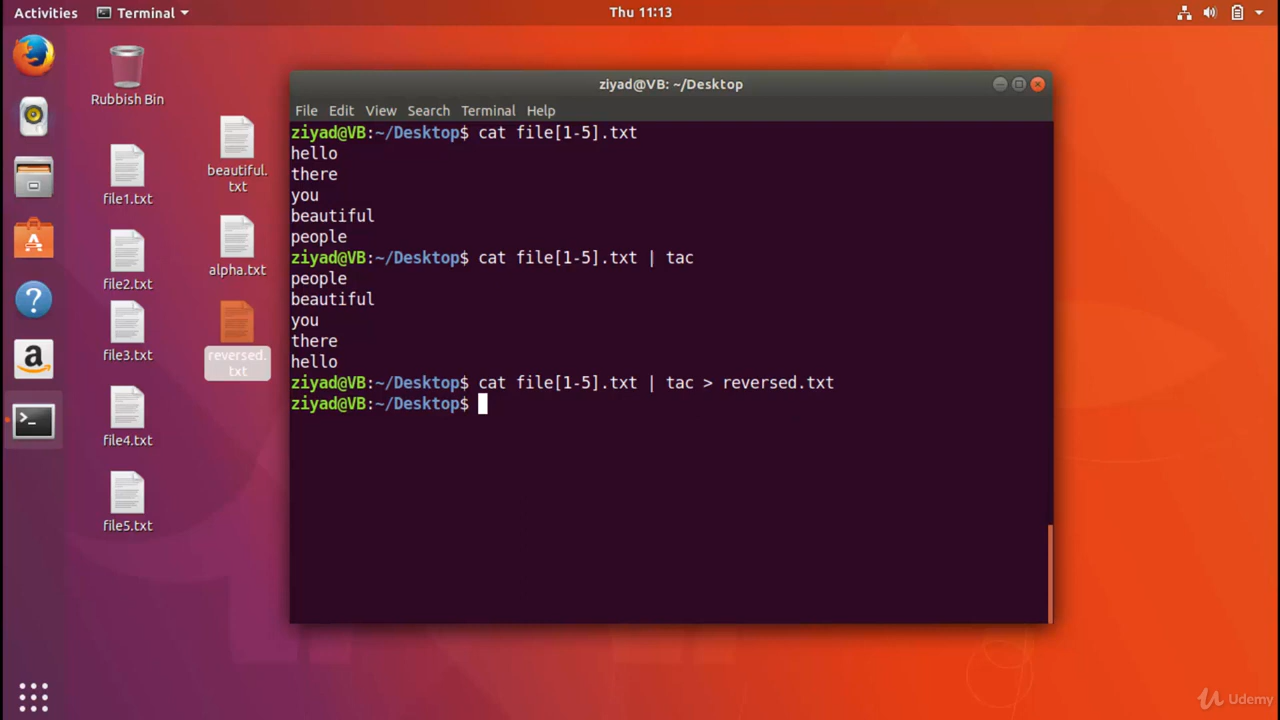 Activities
Terminal
Thu 11:13
Rubbish Bin
file1.txt
file2.txt
file3.txt
file4.txt
file5.txt
beautiful.
txt
alpha.txt
reversed.
txt
ziyad@VB: ~/Desktop
File Edit View Search Terminal Help
ziyad@VB:~/Desktop$ cat file[1-5].txt
hello
there
you
beautiful
people
ziyad@VB:~/Desktop$ cat file[1-5].txt | tac
people
beautiful
you
there
hello
ziyad@VB:~/Desktop$ cat file[1-5].txt | tac > reversed.txt
ziyad@VB:~/Desktop$
Udemy